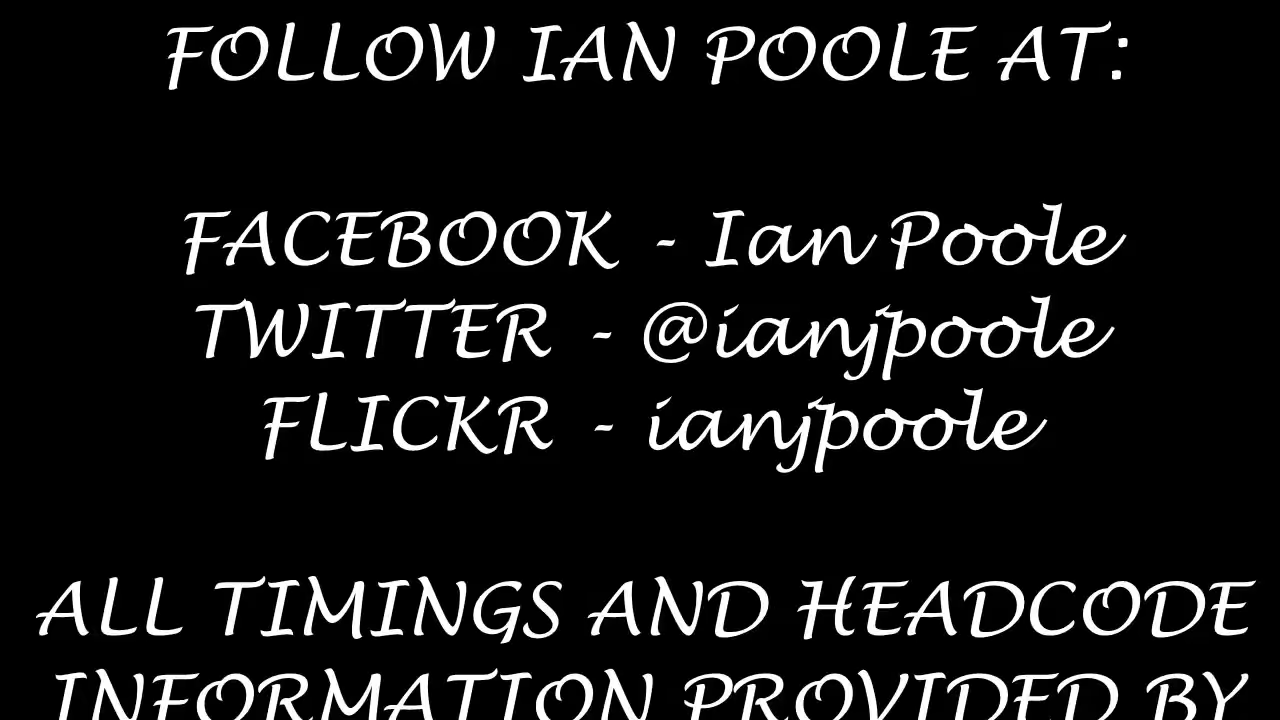 FOLLOW IAN POOLE AT:
FACEBOOK - Ian Poole
TWITTER - @ianjpoole
FLICKR - ianjpoole
ALL TIMINGS AND HEADCODE
INFORMATION PROVIDED BY